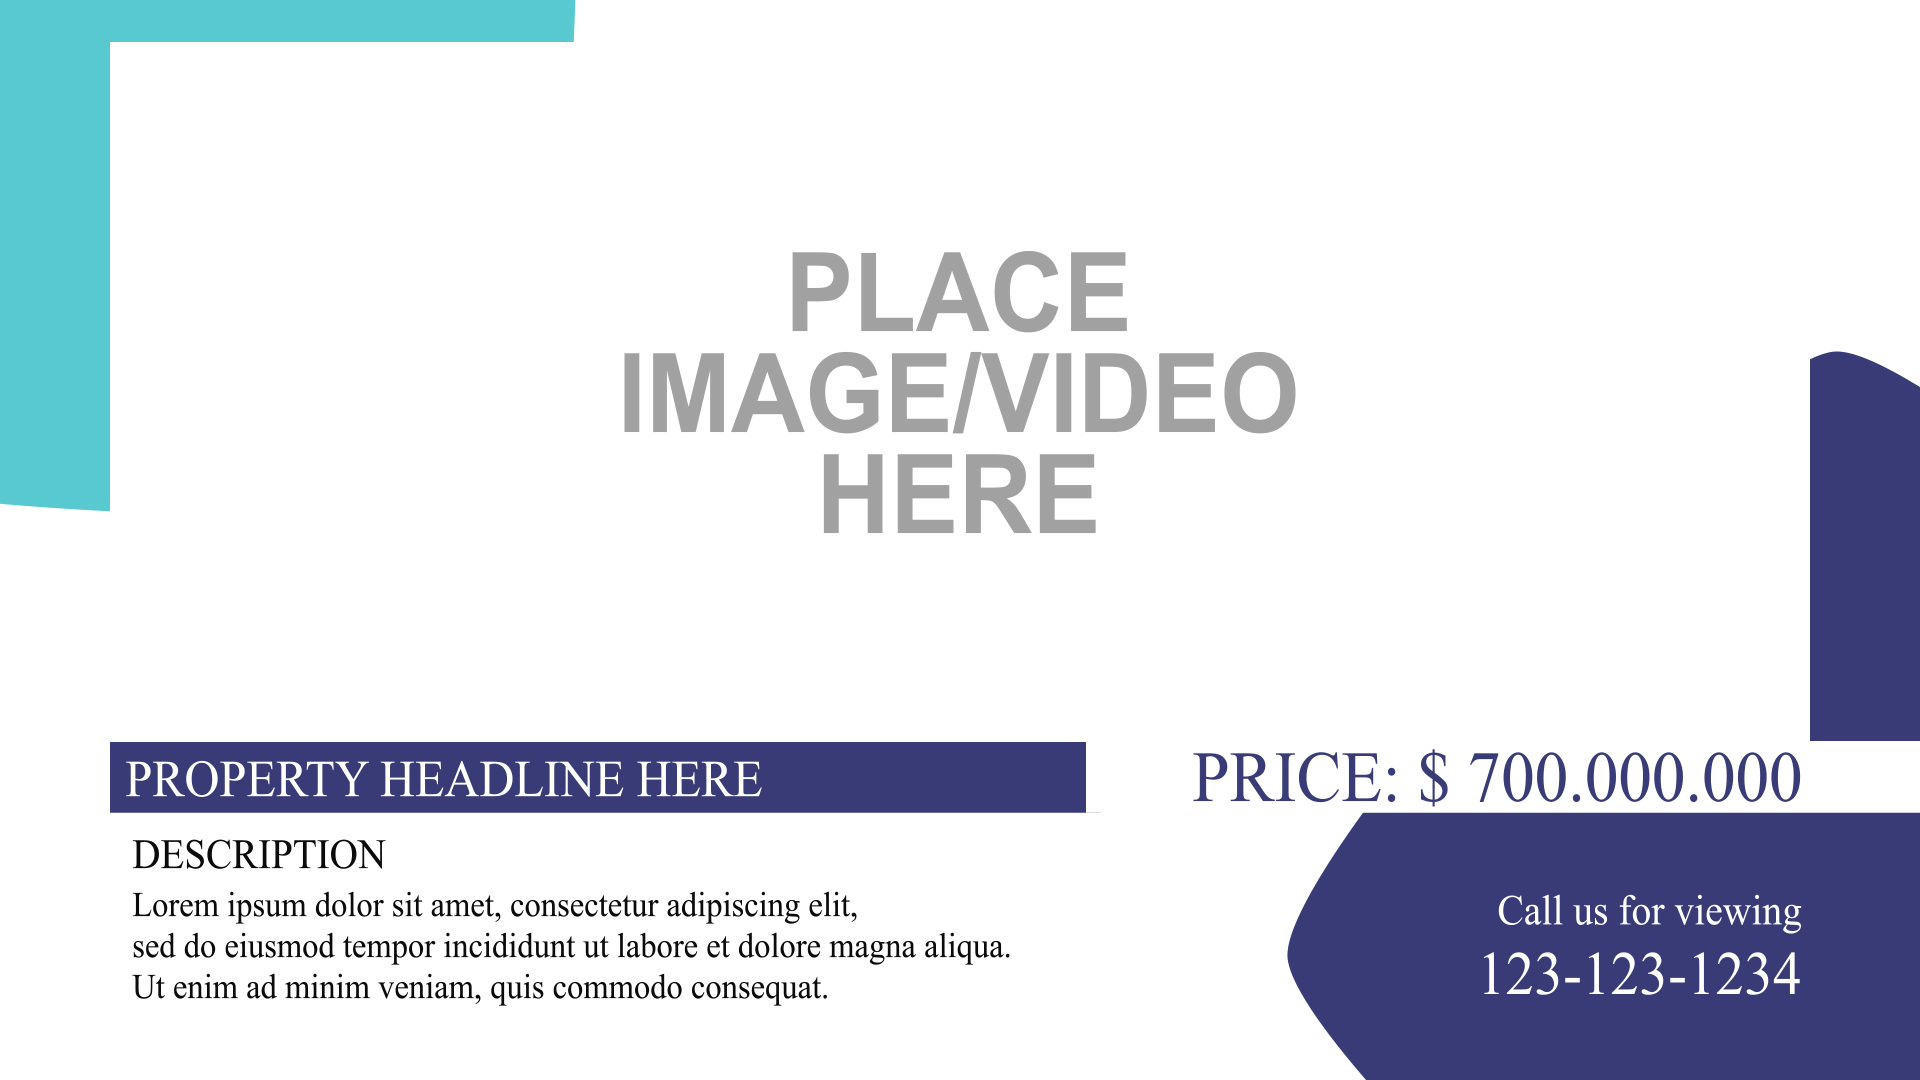 PLACE
IMAGE/VIDEO
HERE
PROPERTY HEADLINE HERE
PRICE: $ 700.000.000
DESCRIPTION
Lorem ipsum dolor sit amet, consectetur adipiscing elit,
sed do eiusmod tempor incididunt ut labore et dolore magna aliqua.
Ut enim ad minim veniam, quis commodo consequat.
Call us for viewing
123-123-1234